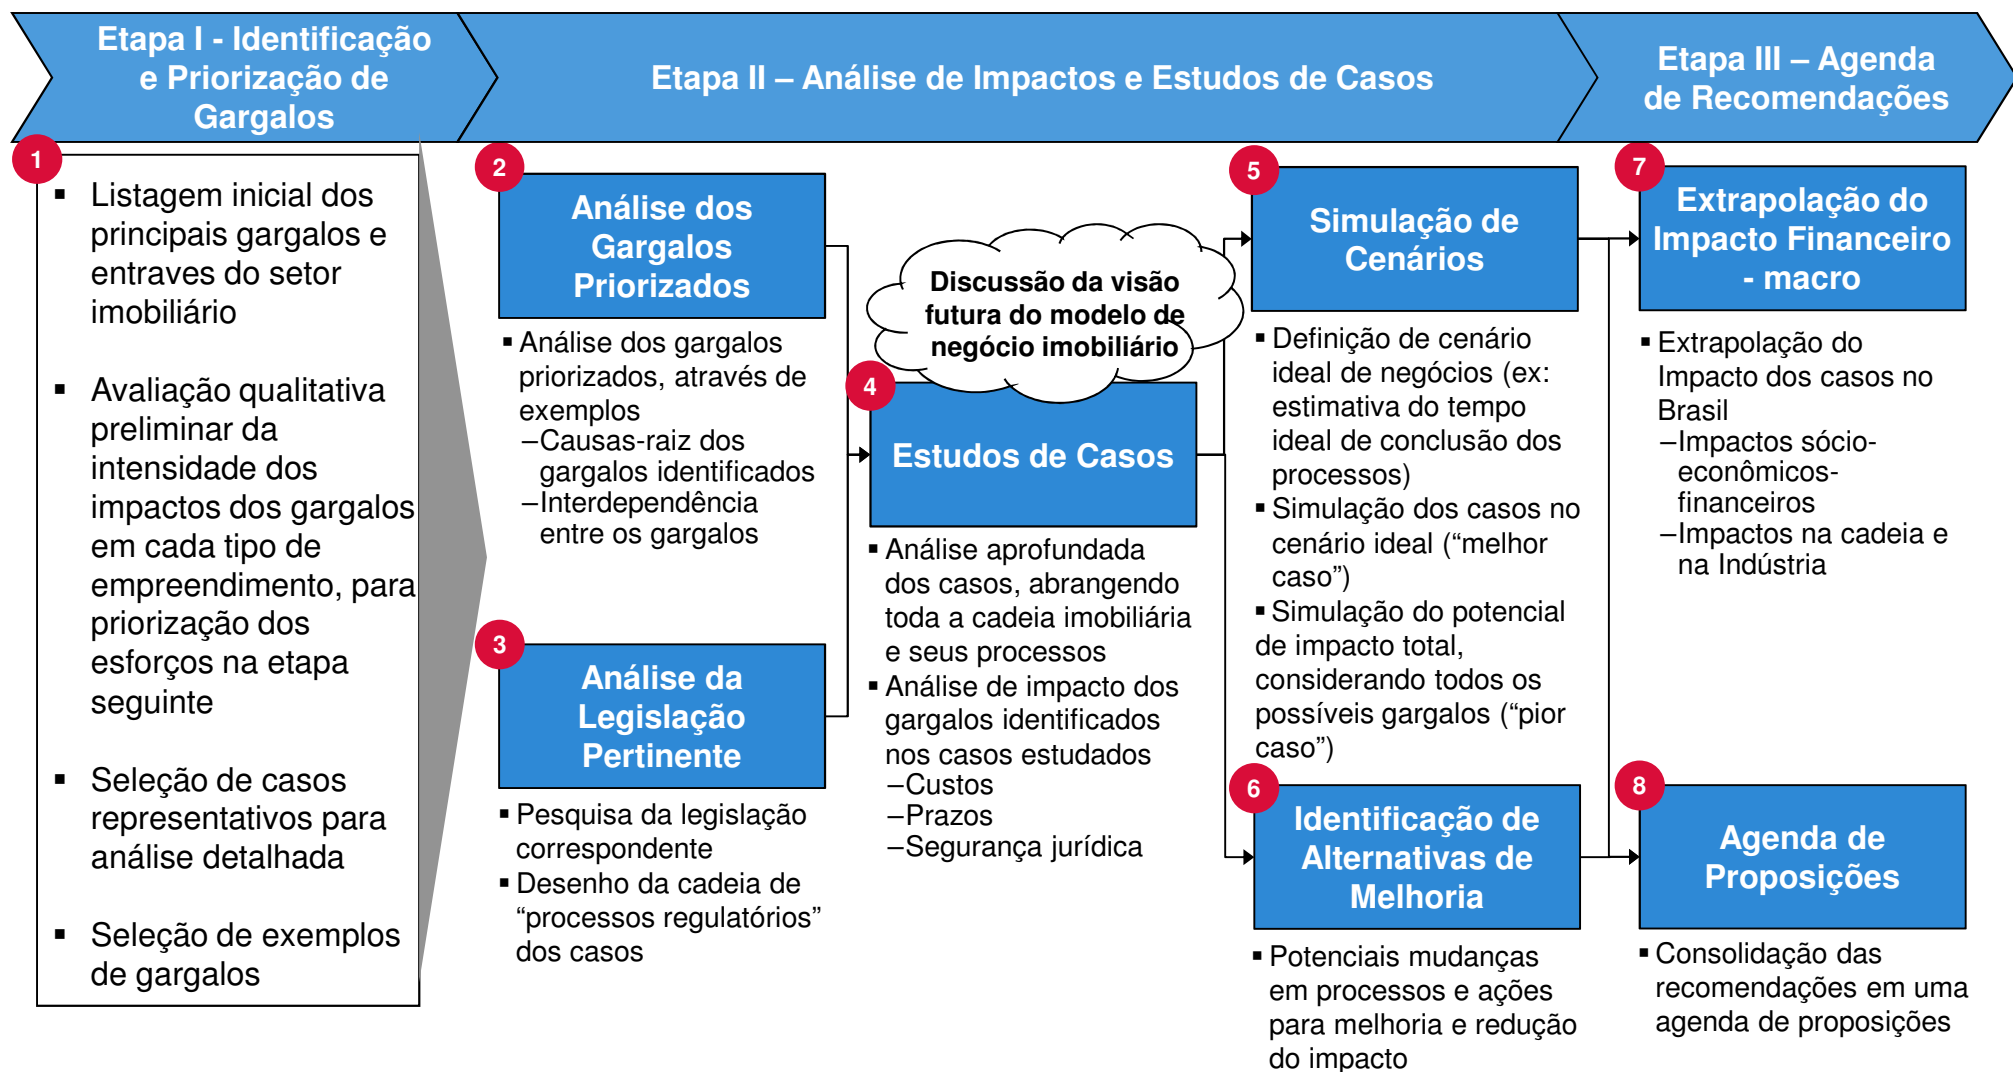 Etapa I - Identificação
e Priorização de
Gargalos
Etapa II – Análise de Impactos e Estudos de Casos
Etapa III – Agenda
de Recomendações
1
▪ Listagem inicial dos
principais gargalos e
entraves do setor
imobiliário
▪ Avaliação qualitativa
preliminar da
intensidade dos
impactos dos gargalos
em cada tipo de
empreendimento, para
priorização dos
esforços na etapa
seguinte
▪ Seleção de casos
representativos para
análise detalhada
▪ Seleção de exemplos
de gargalos
2
Análise dos
Gargalos
Priorizados
▪ Análise dos gargalos
priorizados, através de
exemplos
–Causas-raiz dos
gargalos identificados
–Interdependência
entre os gargalos
3
Análise da
Legislação
Pertinente
▪ Pesquisa da legislação
correspondente
▪ Desenho da cadeia de
“processos regulatórios”
dos casos
Discussão da visão
futura do modelo de
negócio imobiliário
4
Estudos de Casos
▪ Análise aprofundada
dos casos, abrangendo
toda a cadeia imobiliária
e seus processos
▪ Análise de impacto dos
gargalos identificados
nos casos estudados
–Custos
–Prazos
–Segurança jurídica
5
Simulação de
Cenários
▪ Definição de cenário
ideal de negócios (ex:
estimativa do tempo
ideal de conclusão dos
processos)
▪ Simulação dos casos no
cenário ideal (“melhor
caso”)
▪ Simulação do potencial
de impacto total,
considerando todos os
possíveis gargalos (“pior
caso”)
6
Identificação de
Alternativas de
Melhoria
▪ Potenciais mudanças
em processos e ações
para melhoria e redução
do impacto
7
Extrapolação do
Impacto Financeiro
- macro
▪ Extrapolação do
Impacto dos casos no
Brasil
–Impactos sócio-
econômicos-
financeiros
–Impactos na cadeia e
na Indústria
8
Agenda de
Proposições
▪ Consolidação das
recomendações em uma
agenda de proposições